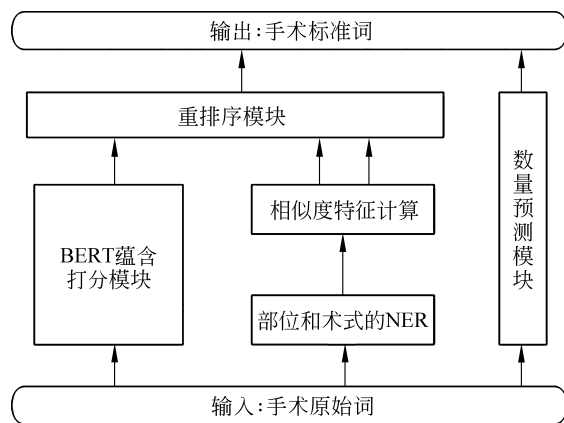 输出:手术标准词
重排序模块
数量预测模块
相似度特征计算
BERT蕴含
打分模块
部位和术式的NER
输入:手术原始词